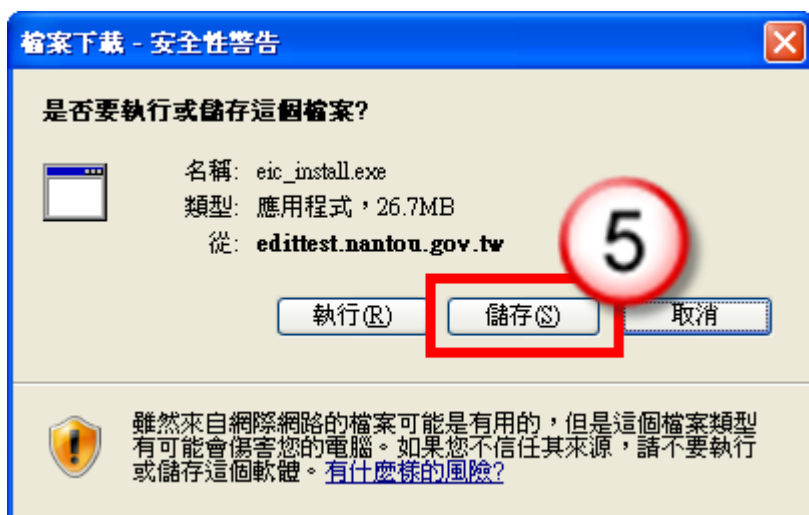 檔案下載 - 安全性警告
是否要執行或儲存這個檔案?
名稱: eic_install.exe
類型: 應用程式，26.7MB
從: edittest.nantou.gov.tw
5
執行(R) 儲存(S) 取消
雖然來自網際網路的檔案可能是有用的，但是這個檔案類型
有可能會傷害您的電腦。如果您不信任其來源，請不要執行
或儲存這個軟體。有什麼樣的風險?